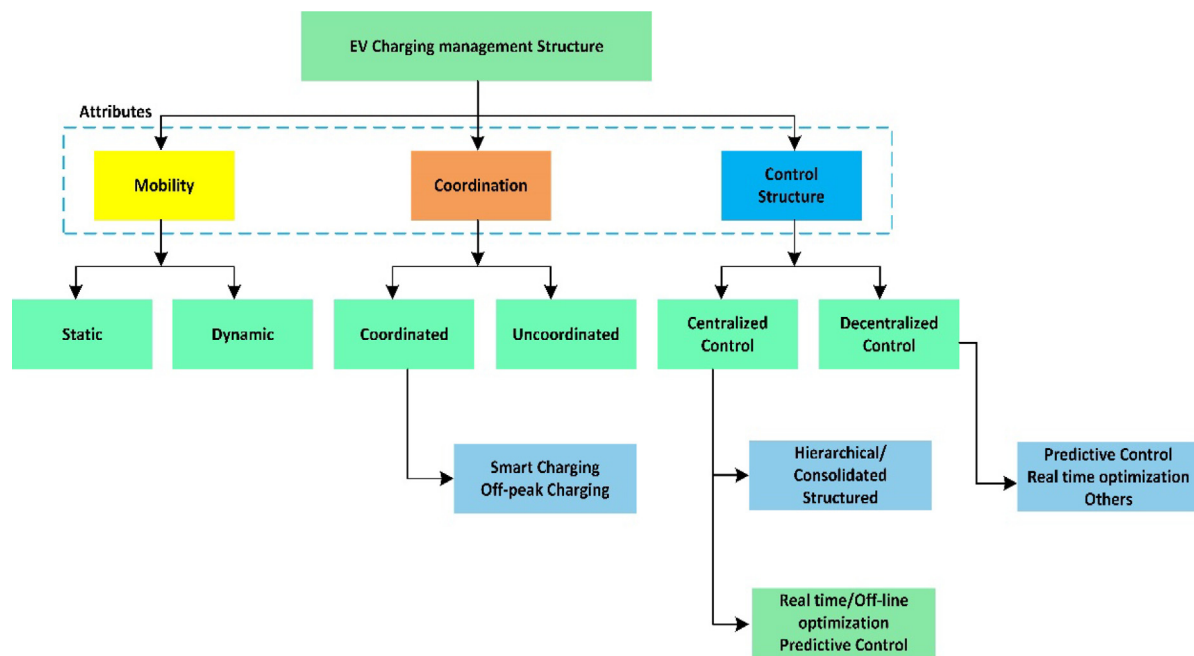 EV Charging management Structure
Attributes
Mobility
Coordination
Control
Structure
Static
Dynamic
Coordinated
Uncoordinated
Centralized
Control
Decentralized
Control
Smart Charging
Off-peak Charging
Hierarchical/
Consolidated
Structured
Predictive Control
Real time optimization
Others
Real time/Off-line
optimization
Predictive Control